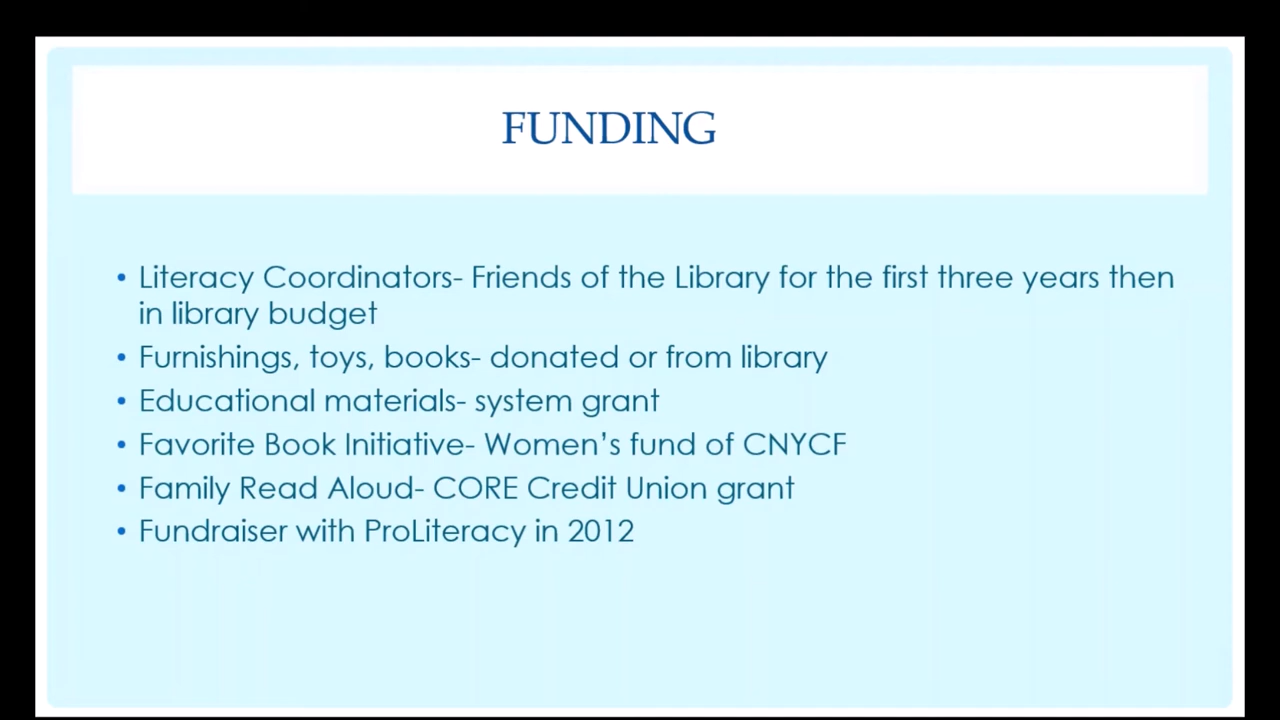 FUNDING
• Literacy Coordinators- Friends of the Library for the first three years then
in library budget
• Furnishings, toys, books- donated or from library
• Educational materials- system grant
• Favorite Book Initiative- Women’s fund of CNYCF
• Family Read Aloud- CORE Credit Union grant
• Fundraiser with ProLiteracy in 2012